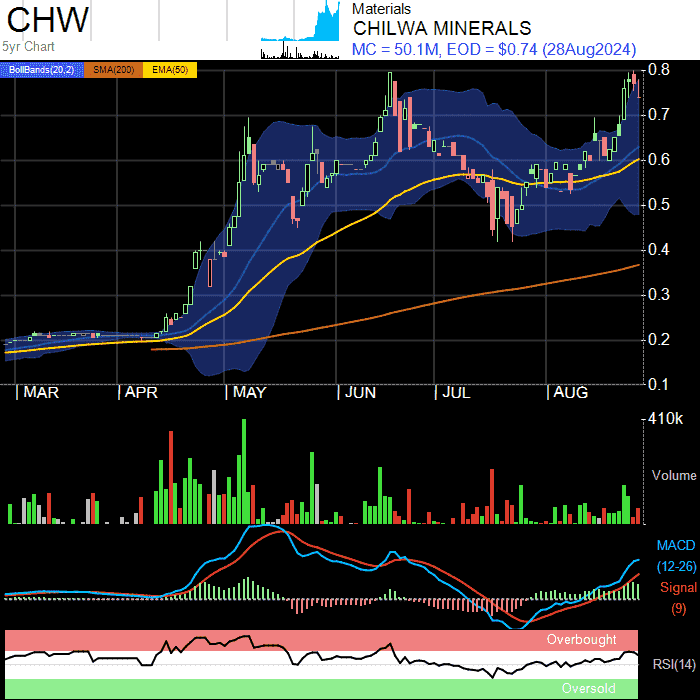 CHW
5yr Chart
Materials
CHILWA MINERALS
MC = 50.1M, EOD = $0.74 (28Aug2024)
BollBands(20,2) SMA(200) EMA(50)
0.8
0.7
0.6
0.5
0.4
0.3
0.2
0.1
MAR APR MAY JUN JUL AUG
410k
Volume
MACD
(12-26)
Signal
(9)
Overbought
RSI(14)
Oversold